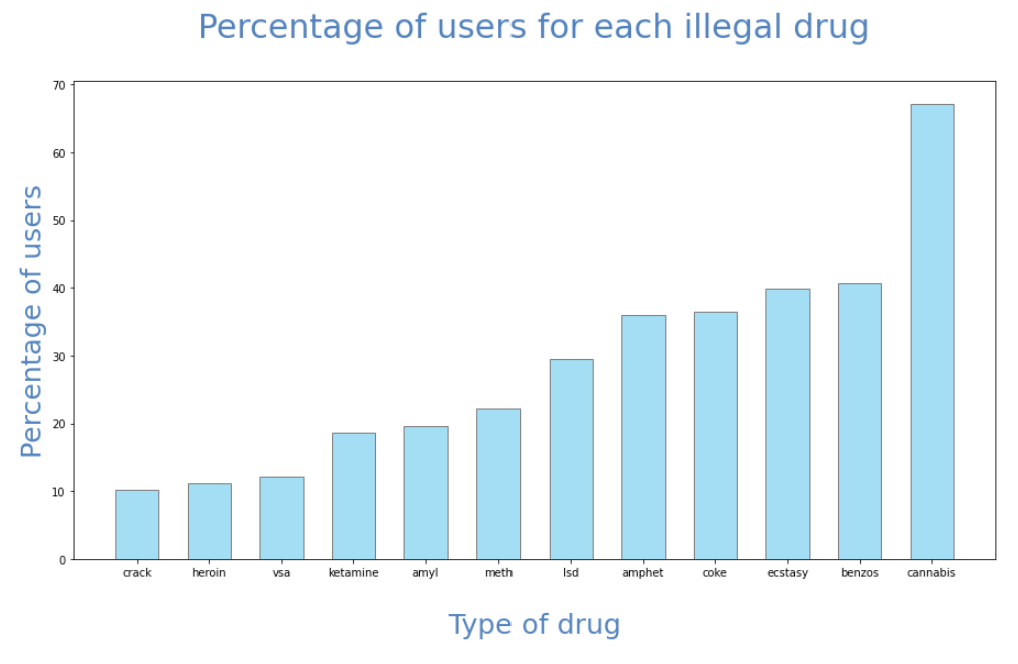 Percentage of users for each illegal drug
Percentage of users
70
60
50
40
30
20
10
0
crack heroin vsa ketamine amyl meth lsd amphet coke ecstasy benzos cannabis
Type of drug